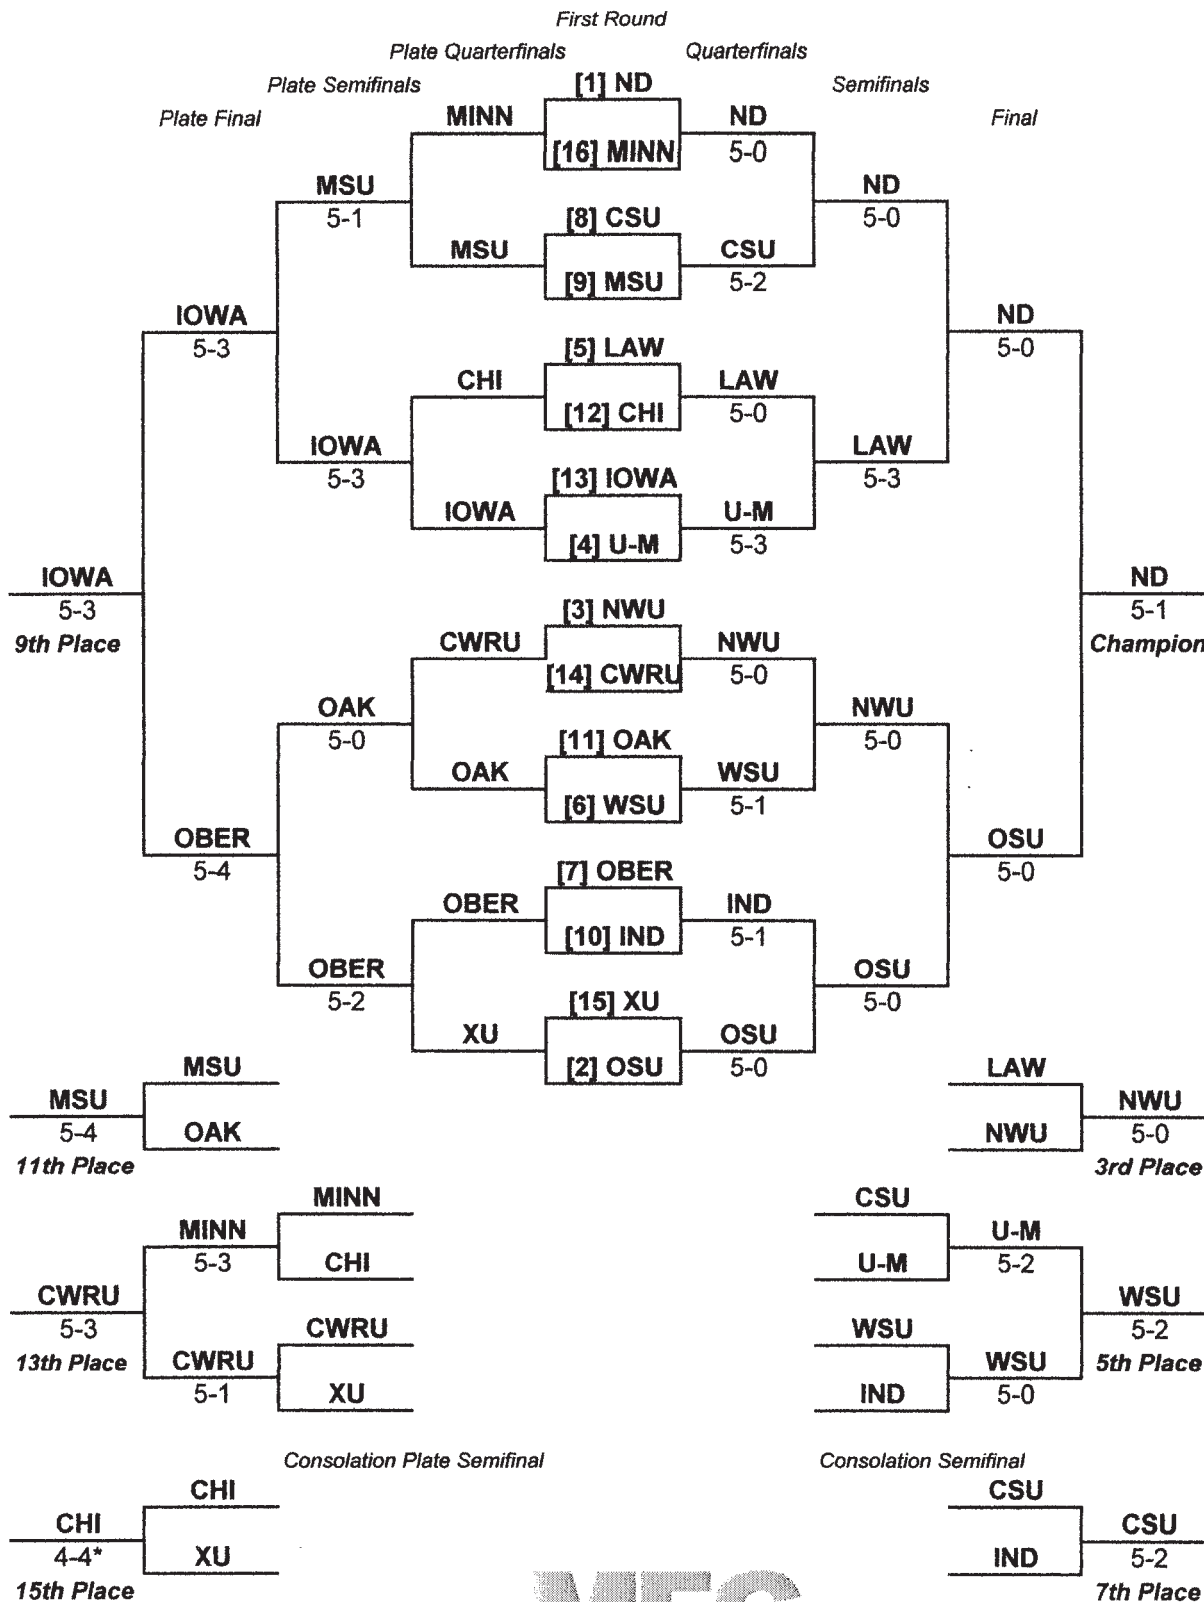 First Round
Plate Quarterfinals Quarterfinals
Plate Semifinals [1] ND Semifinals
Plate Final MINN ND Final
[16] MINN 5-0
MSU ND
5-1 [8] CSU 5-0
MSU CSU
[9] MSU 5-2
IOWA ND
5-3 [5] LAW 5-0
CHI LAW
[12] CHI 5-0
IOWA LAW
5-3 [13] IOWA 5-3
IOWA U-M
[4] U-M 5-3
IOWA ND
5-3 [3] NWU 5-1
9th Place CWRU NWU Champion
[14] CWRU 5-0
OAK NWU
5-0 [11] OAK 5-0
OAK WSU
[6] WSU 5-1
OBER OSU
5-4 [7] OBER 5-0
OBER IND
[10] IND 5-1
OBER OSU
5-2 [15] XU 5-0
XU OSU
[2] OSU 5-0
MSU LAW
MSU NWU
5-4 OAK NWU 5-0
11th Place 3rd Place
MINN CSU
MINN U-M
5-3 CHI U-M 5-2
CWRU WSU
5-3 CWRU WSU 5-2
13th Place CWRU WSU 5th Place
5-1 XU IND 5-0
Consolation Plate Semifinal Consolation Semifinal
CHI CSU
CHI CSU
4-4* XU IND 5-2
15th Place 7th Place